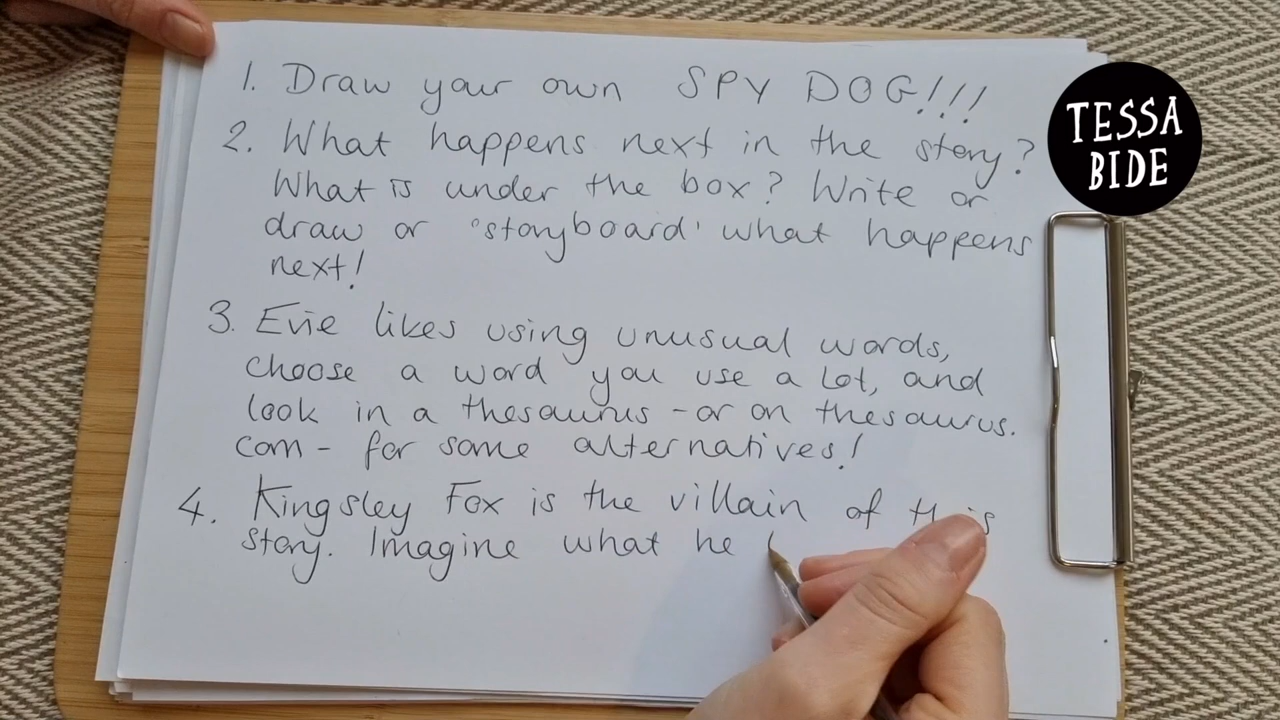 1. Draw your own SPY DOG!!!
2. What happens next in the story?
What is under the box? Write or
draw or 'storyboard' what happens
next!
3. Evie likes using unusual words,
choose a word you use a lot, and
look in a thesaurus - or on thesaurus.
com - for some alternatives!
4. Kingsley Fox is the villain of this
story. Imagine what he
TESSA
BIDE